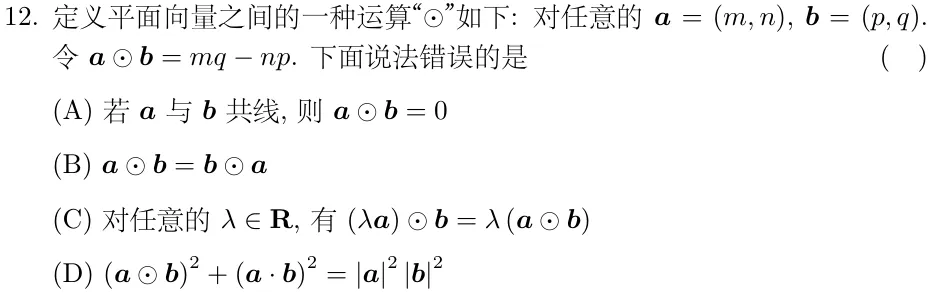 12. 定义平面向量之间的一种运算“⊙”如下: 对任意的 a = (m, n), b = (p, q).
令 a ⊙ b = mq − np. 下面说法错误的是 ( )
(A) 若 a 与 b 共线, 则 a ⊙ b = 0
(B) a ⊙ b = b ⊙ a
(C) 对任意的 λ ∈ R, 有 (λa) ⊙ b = λ (a ⊙ b)
(D) (a ⊙ b)² + (a · b)² = |a|² |b|²